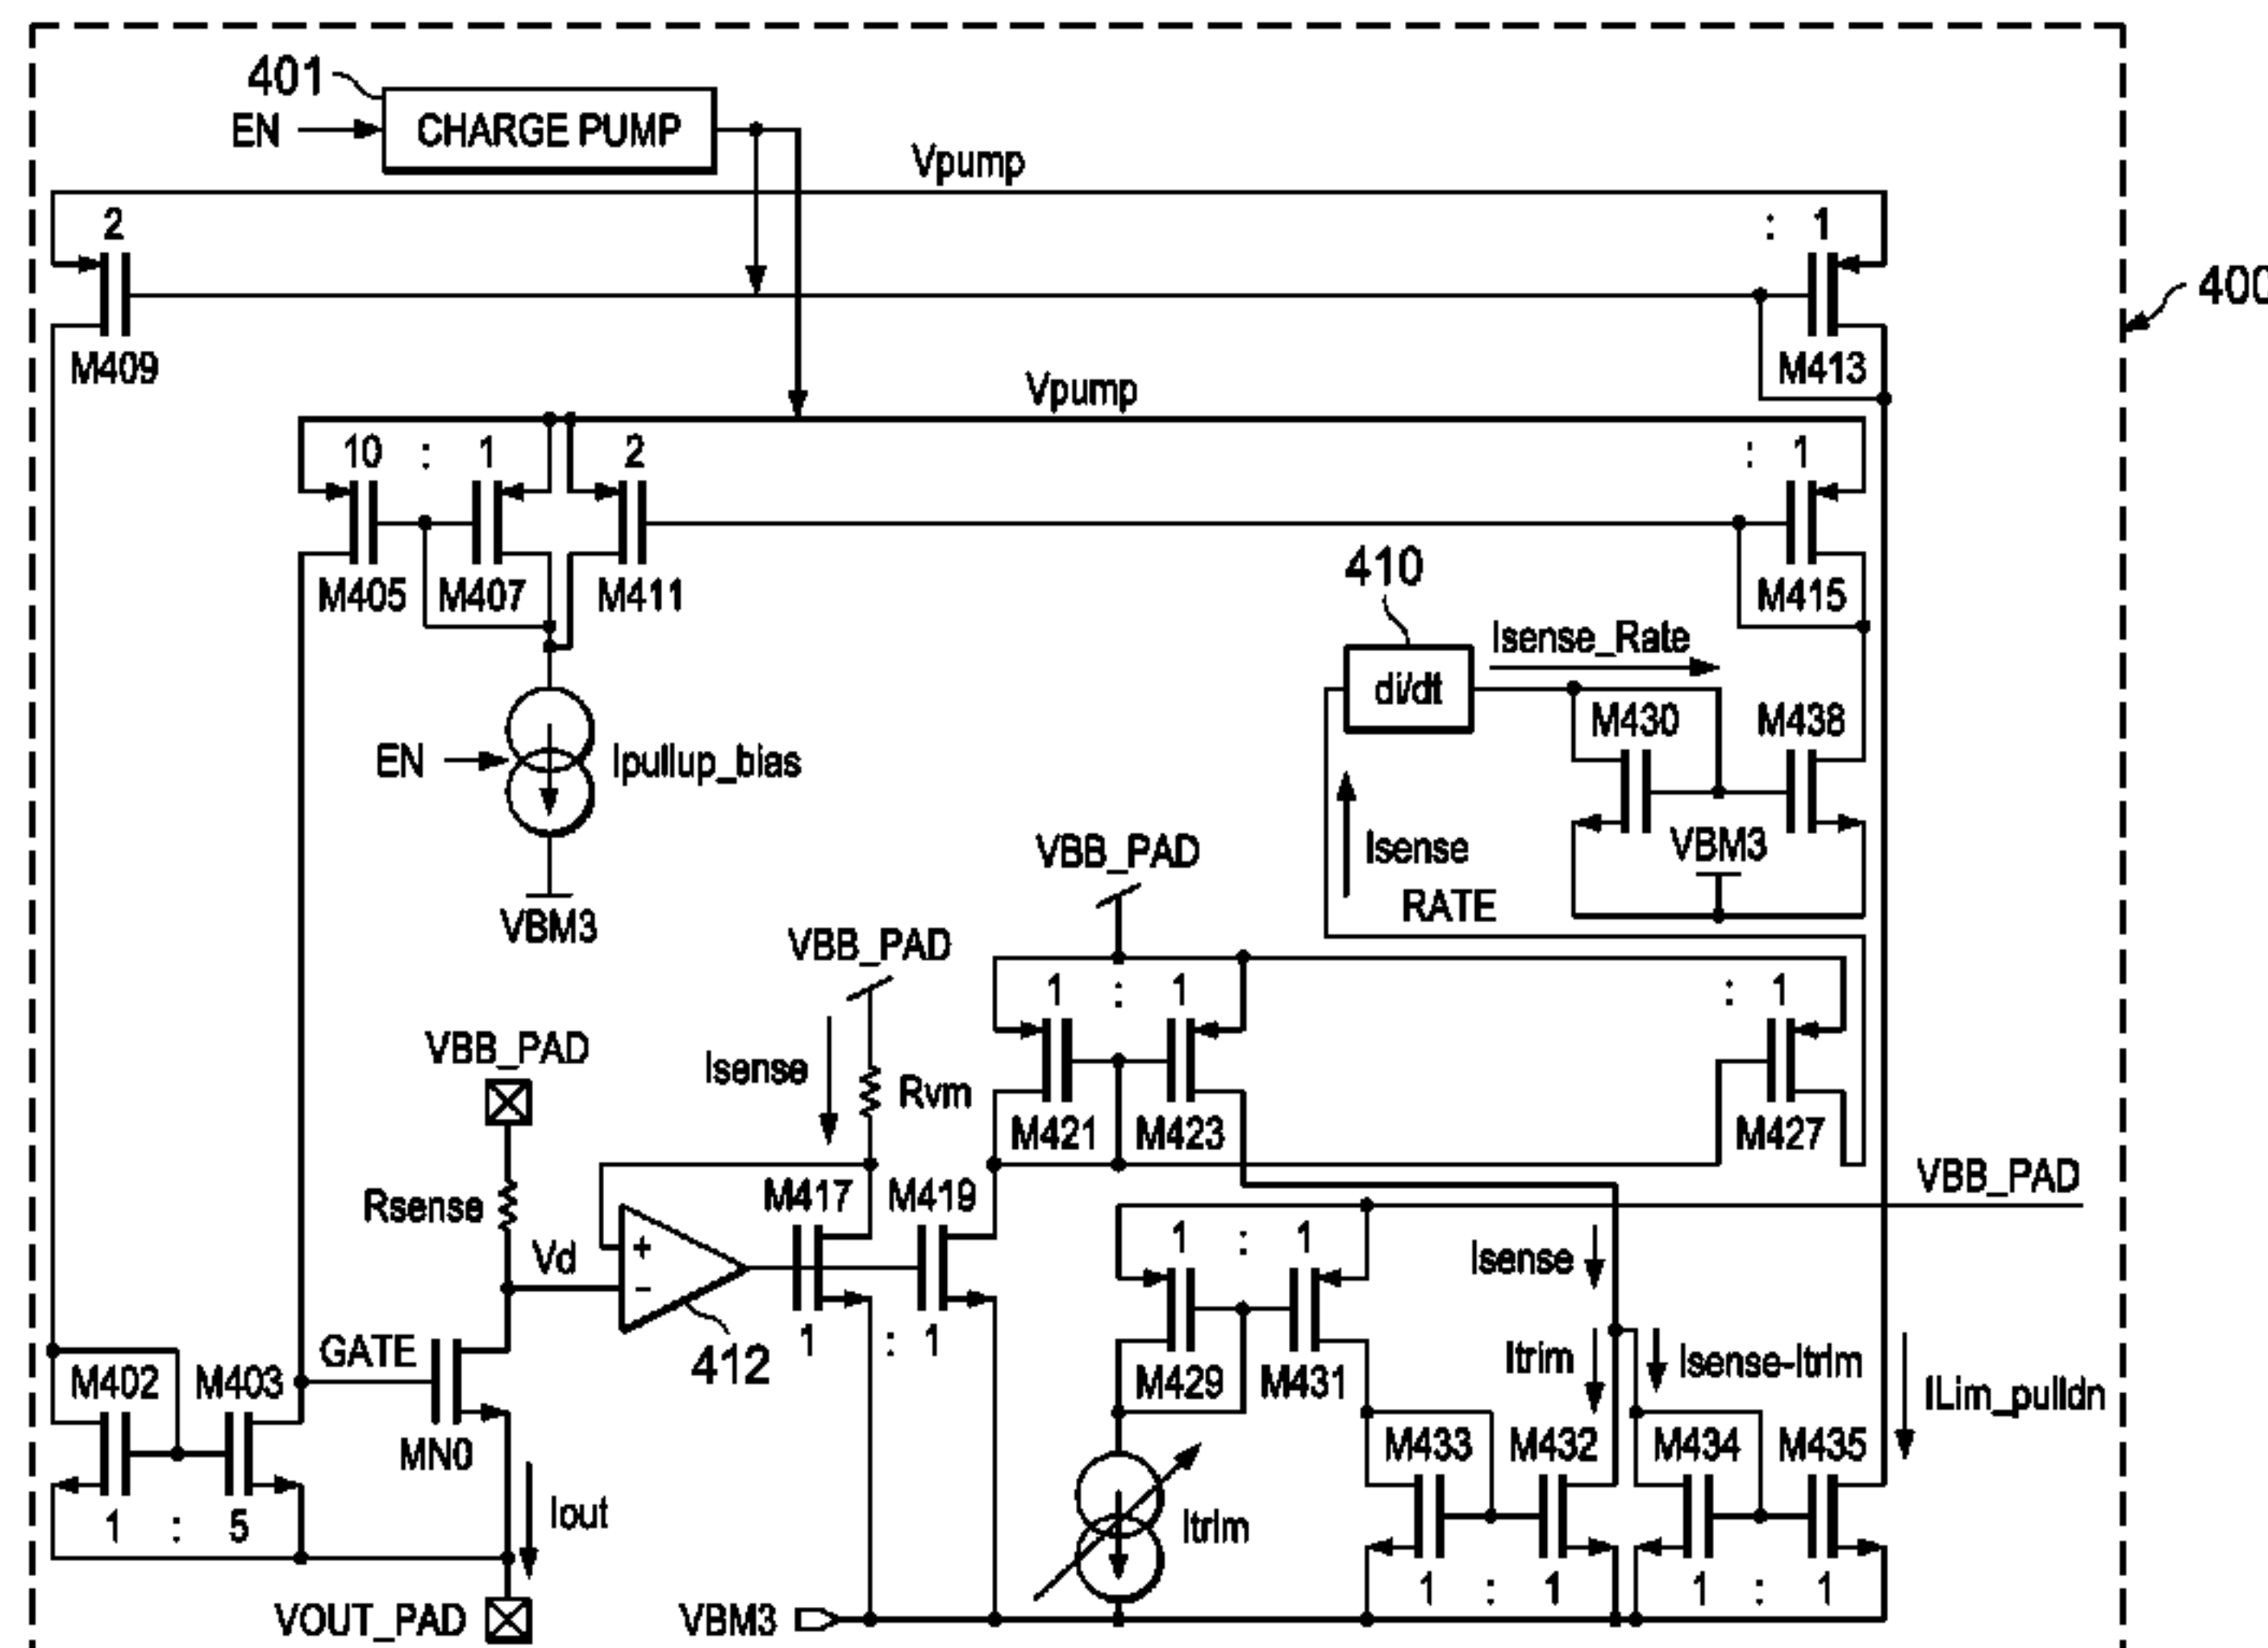 401
EN
CHARGE PUMP
Vpump
2
: 1
400
M409
M413
Vpump
10 : 1
2
: 1
M405
M407
M411
M415
410
Isense_Rate
di/dt
M430
M438
EN
Ipullup_bias
VBM3
Isense
RATE
VBM3
VBB_PAD
VBB_PAD
1 : 1
: 1
VBB_PAD
Isense
Rvm
M421
M423
M427
VBB_PAD
Rsense
M417
M419
Vd
+
-
1 : 1
Isense
GATE
412
1 : 1
M402
M403
M429
M431
Itrim
Isense-Itrim
ILim_pulldn
MN0
M433
M432
M434
M435
1 : 5
Iout
Itrim
1 : 1
1 : 1
VOUT_PAD
VBM3